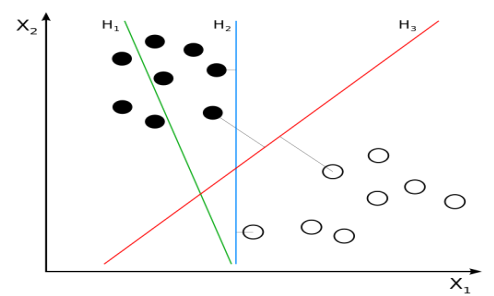 X₂
H₁ H₂ H₃
X₁